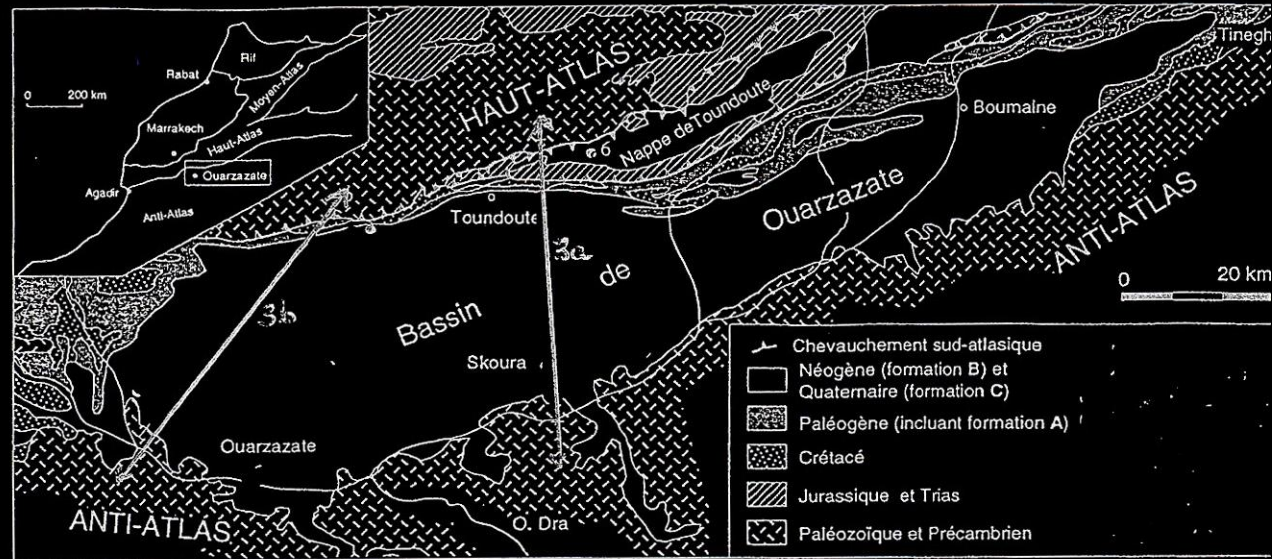 Rif
Rabat
Moyen-Atlas
0 200 km
Marrakech
Haut-Atlas
Ouarzazate
Agadir
Anti-Atlas
HAUT-ATLAS
Tinegh
Boumalne
Nappe de Toundoute
Toundoute
Ouarzazate
3a
de
ANTI-ATLAS
3b
Bassin
0 20 km
Skoura
Ouarzazate
O. Dra
ANTI-ATLAS
Chevauchement sud-atlasique
Néogène (formation B) et
Quaternaire (formation C)
Paléogène (incluant formation A)
Crétacé
Jurassique et Trias
Paléozoïque et Précambrien